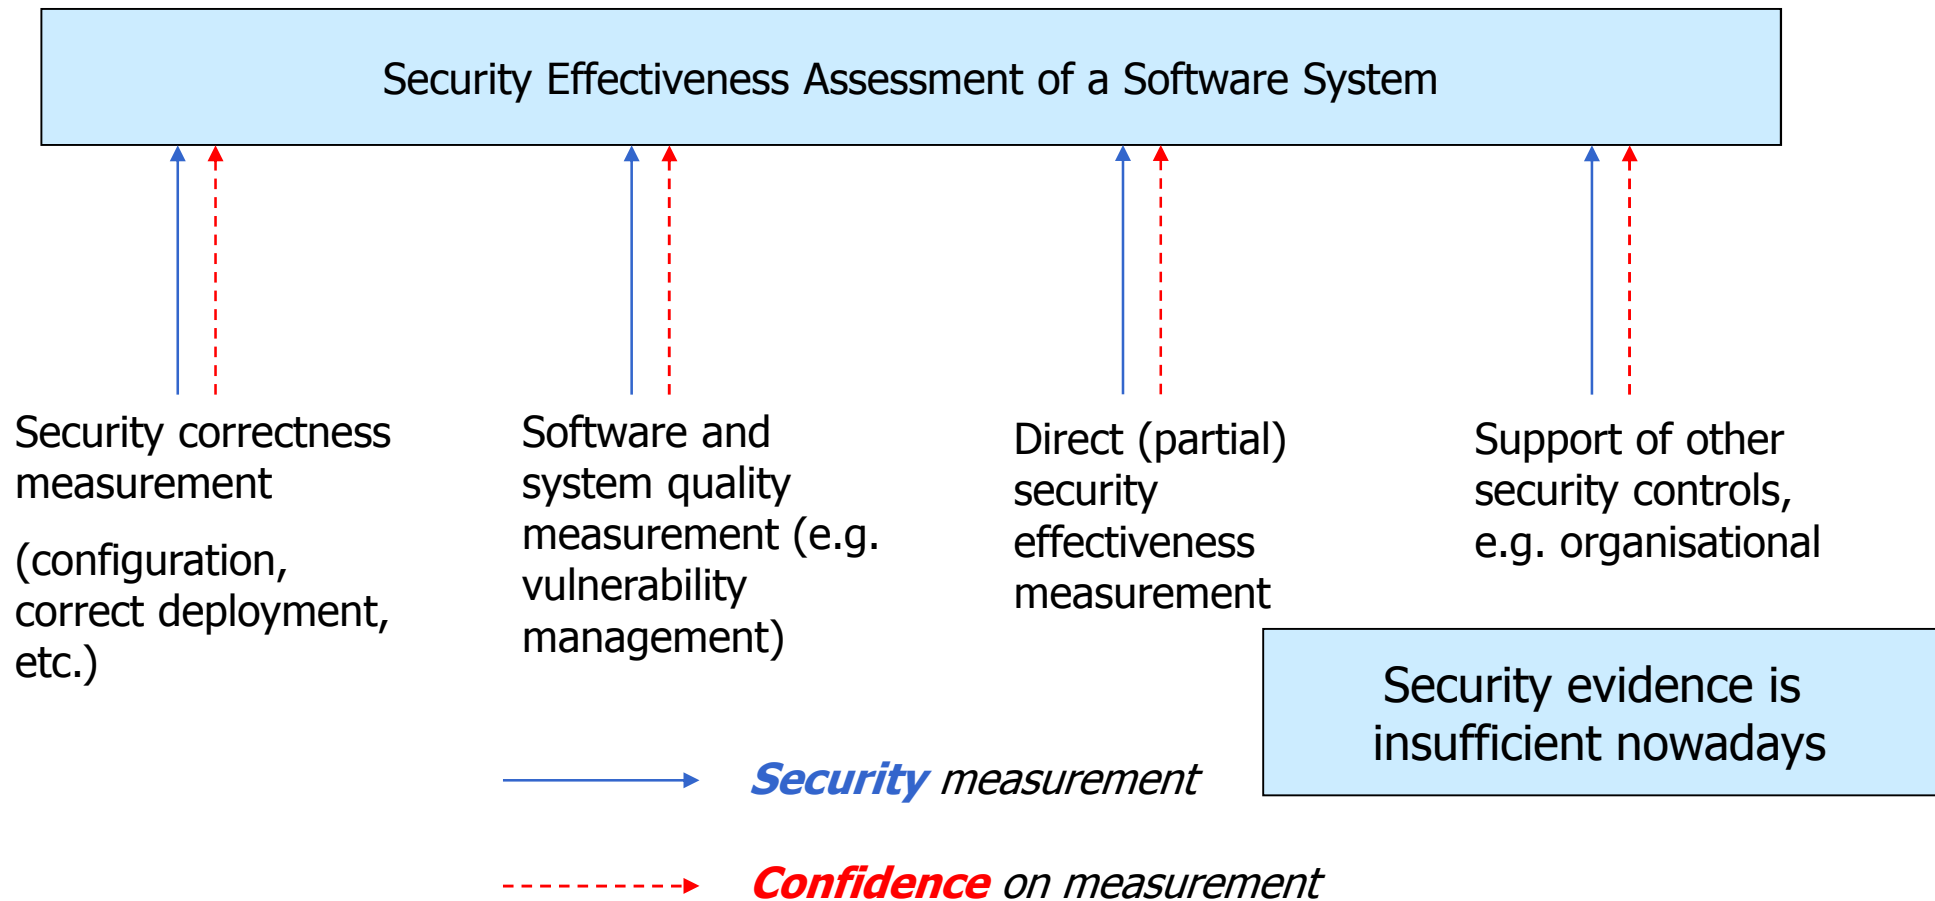 Security Effectiveness Assessment of a Software System
Security correctness
measurement
(configuration,
correct deployment,
etc.)
Software and
system quality
measurement (e.g.
vulnerability
management)
Direct (partial)
security
effectiveness
measurement
Support of other
security controls,
e.g. organisational
Security evidence is
insufficient nowadays
Security measurement
Confidence on measurement